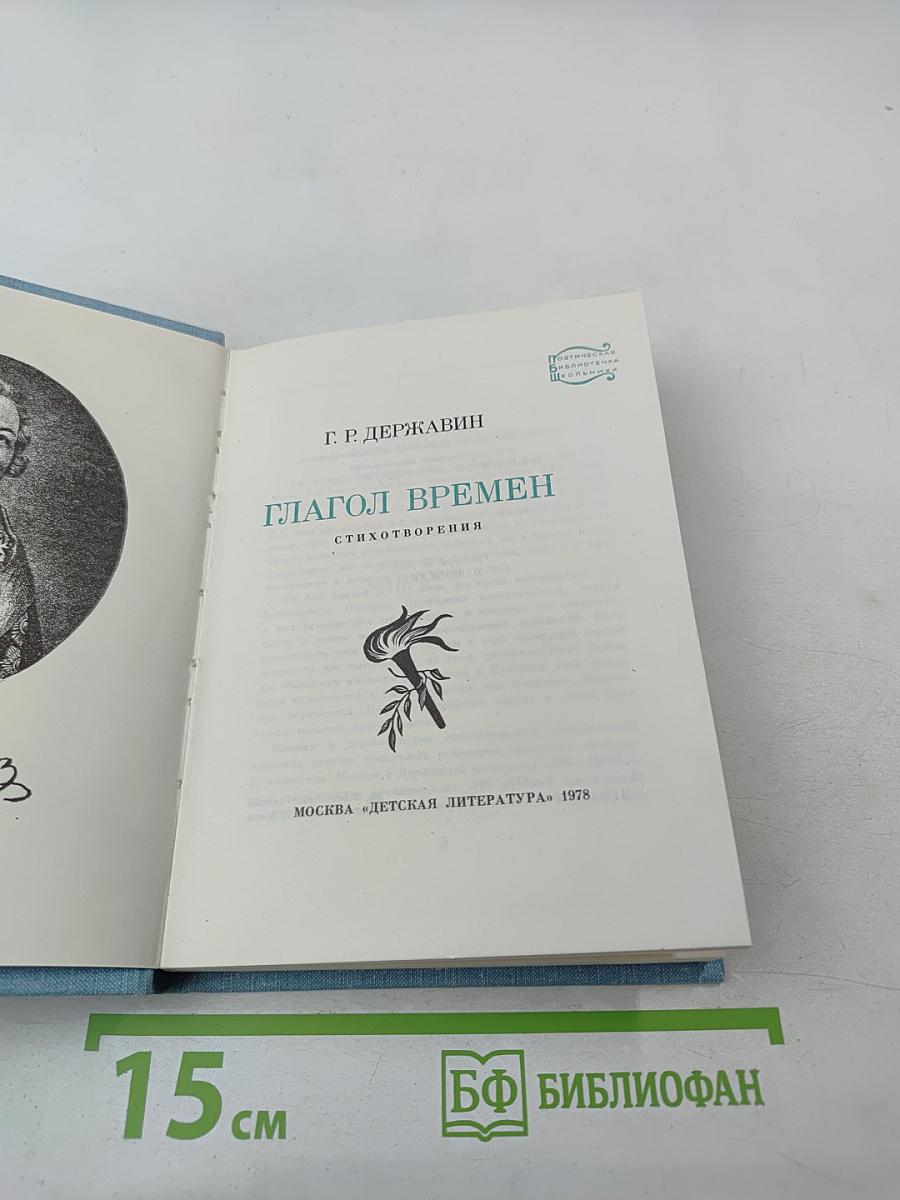 Поэтическая
Библиотечка
Школьника
Г. Р. ДЕРЖАВИН
ГЛАГОЛ ВРЕМЕН
СТИХОТВОРЕНИЯ
МОСКВА «ДЕТСКАЯ ЛИТЕРАТУРА» 1978
15 см
БФ БИБЛИОФАН